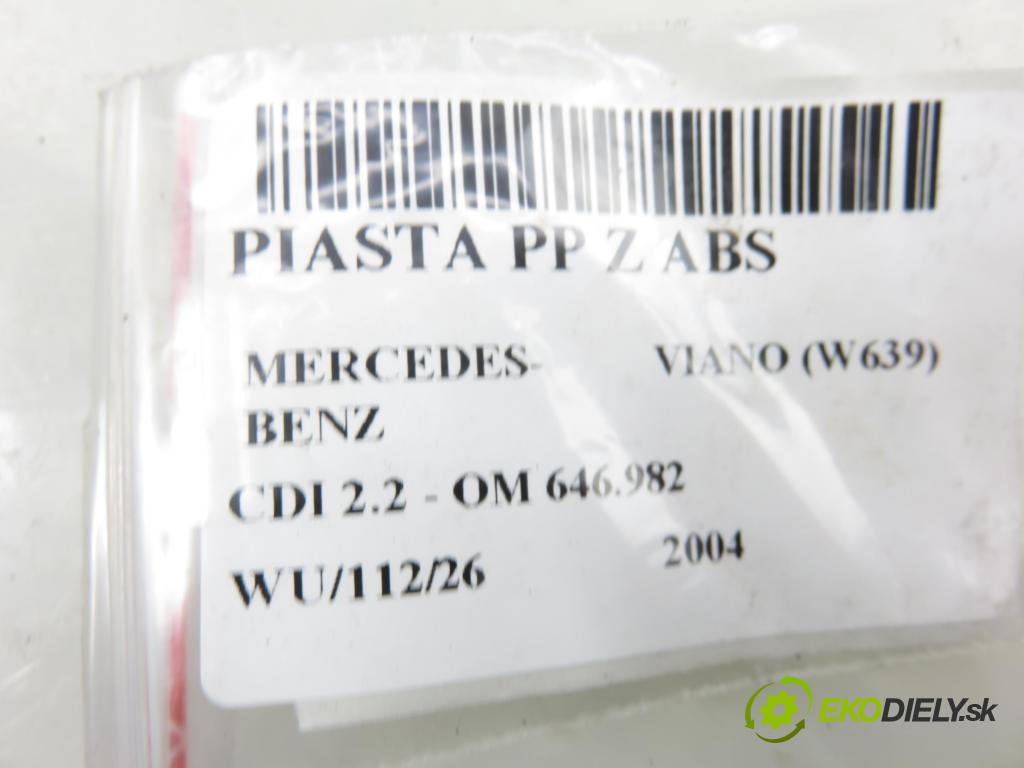 PIASTA PP Z ABS
MERCEDES- VIANO (W639)
BENZ
CDI 2.2 - OM 646.982
WU/112/26 2004
EKODIELY.sk